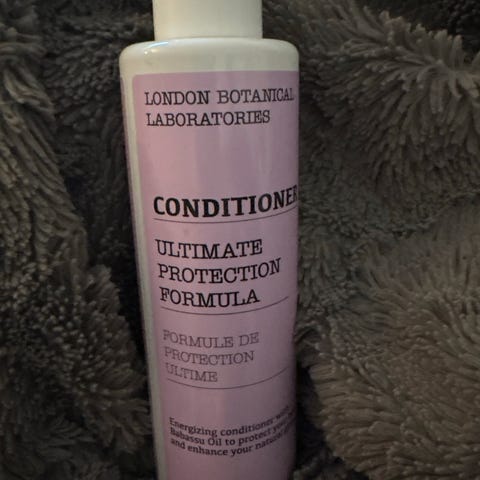 LONDON BOTANICAL
LABORATORIES
CONDITIONER
ULTIMATE
PROTECTION
FORMULA
FORMULE DE
PROTECTION
ULTIME
Energizing conditioner with
Babassu Oil to protect
and enhance your natural